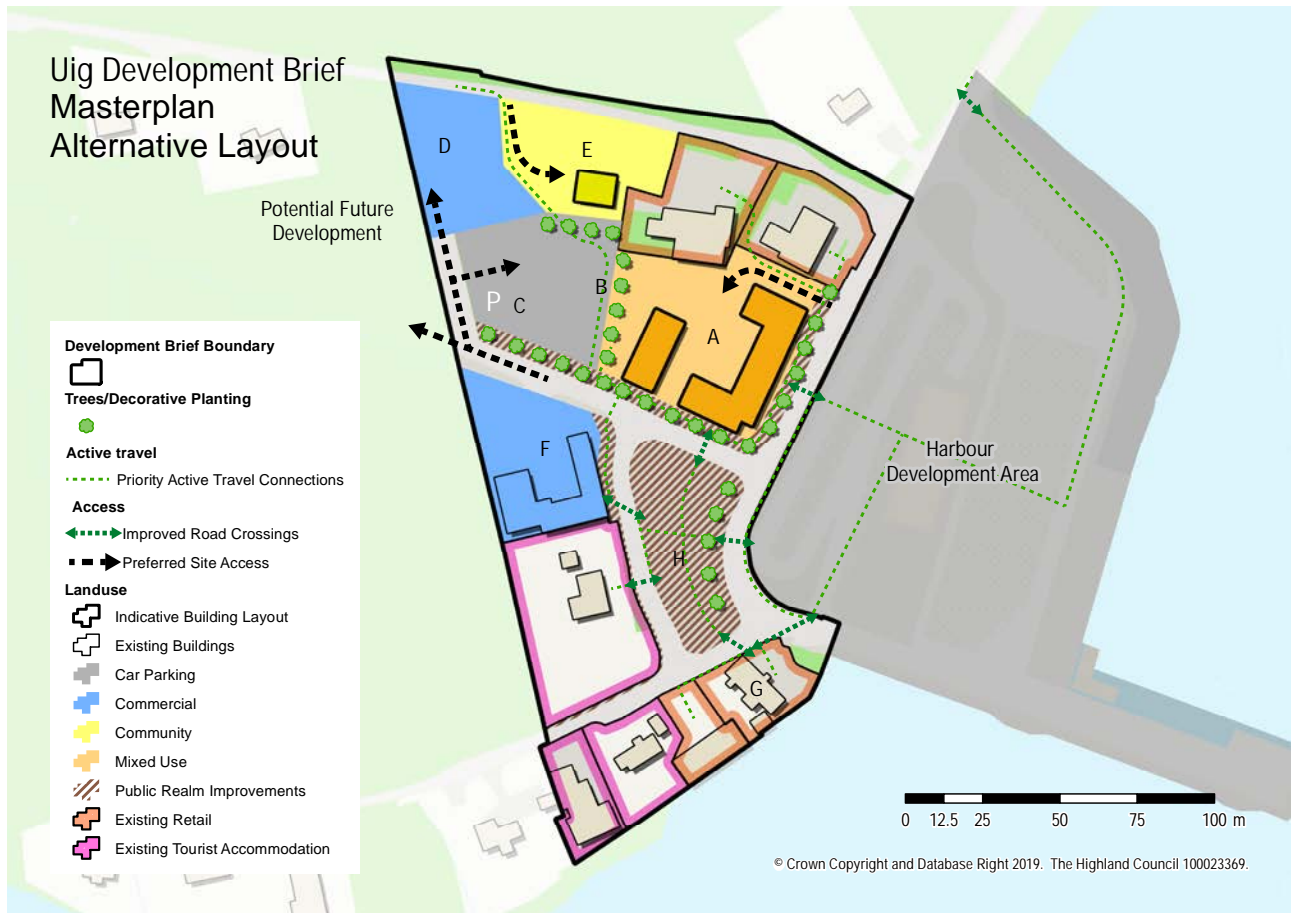 Uig Development Brief
Masterplan
Alternative Layout
D
E
Potential Future
Development
B
P
C
A
F
Harbour
Development Area
H
G
Development Brief Boundary
Trees/Decorative Planting
Active travel
Priority Active Travel Connections
Access
Improved Road Crossings
Preferred Site Access
Landuse
Indicative Building Layout
Existing Buildings
Car Parking
Commercial
Community
Mixed Use
Public Realm Improvements
Existing Retail
Existing Tourist Accommodation
0 12.5 25 50 75 100 m
© Crown Copyright and Database Right 2019. The Highland Council 100023369.